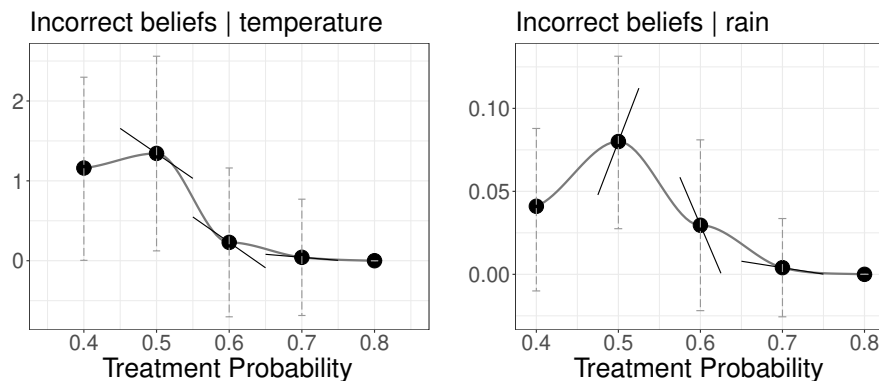 Incorrect beliefs | temperature
2
1
0
0.4 0.5 0.6 0.7 0.8
Treatment Probability
Incorrect beliefs | rain
0.10
0.05
0.00
0.4 0.5 0.6 0.7 0.8
Treatment Probability